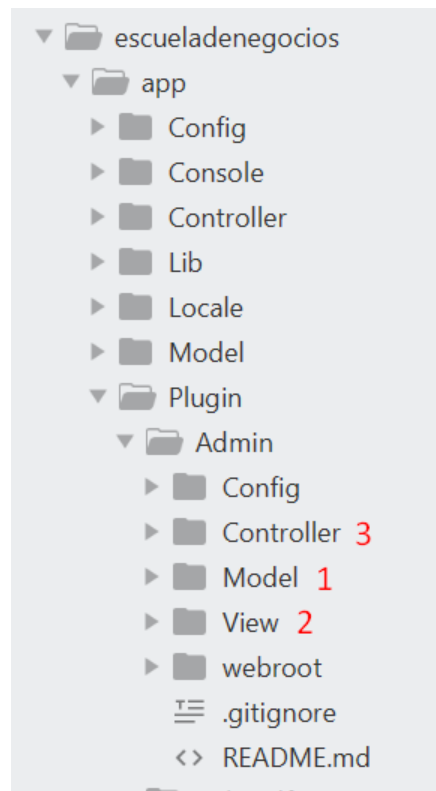 escueladenegocios
app
Config
Console
Controller
Lib
Locale
Model
Plugin
Admin
Config
Controller 3
Model 1
View 2
webroot
.gitignore
<> README.md